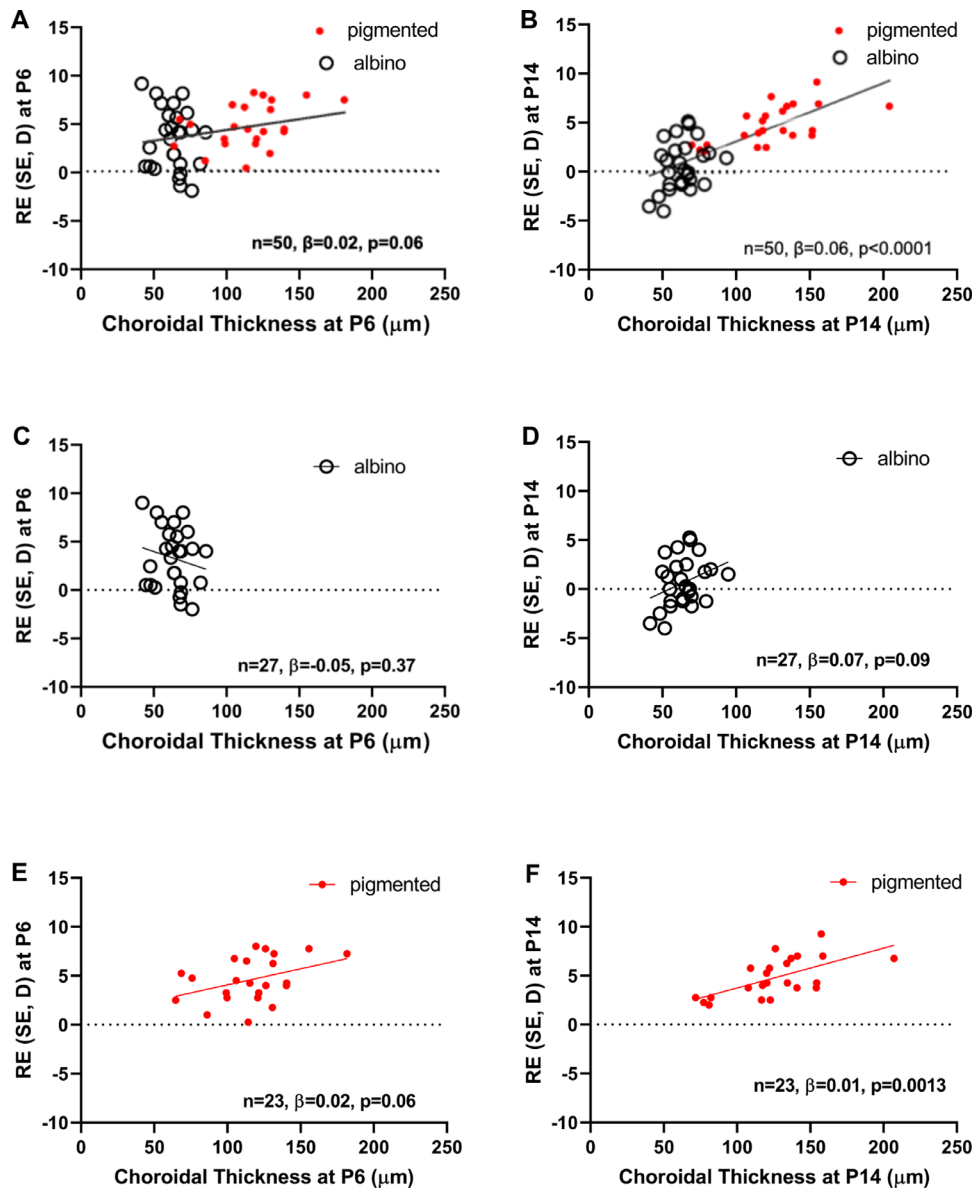 A
15
10
5
0
-5
-10
RE (SE, D) at P6
pigmented
albino
n=50, β=0.02, p=0.06
0 50 100 150 200 250
Choroidal Thickness at P6 (μm)
B
15
10
5
0
-5
-10
RE (SE, D) at P14
pigmented
albino
n=50, β=0.06, p<0.0001
0 50 100 150 200 250
Choroidal Thickness at P14 (μm)
C
15
10
5
0
-5
-10
RE (SE, D) at P6
albino
n=27, β=-0.05, p=0.37
0 50 100 150 200 250
Choroidal Thickness at P6 (μm)
D
15
10
5
0
-5
-10
RE (SE, D) at P14
albino
n=27, β=0.07, p=0.09
0 50 100 150 200 250
Choroidal Thickness at P14 (μm)
E
15
10
5
0
-5
-10
RE (SE, D) at P6
pigmented
n=23, β=0.02, p=0.06
0 50 100 150 200 250
Choroidal Thickness at P6 (μm)
F
15
10
5
0
-5
-10
RE (SE, D) at P14
pigmented
n=23, β=0.01, p=0.0013
0 50 100 150 200 250
Choroidal Thickness at P14 (μm)